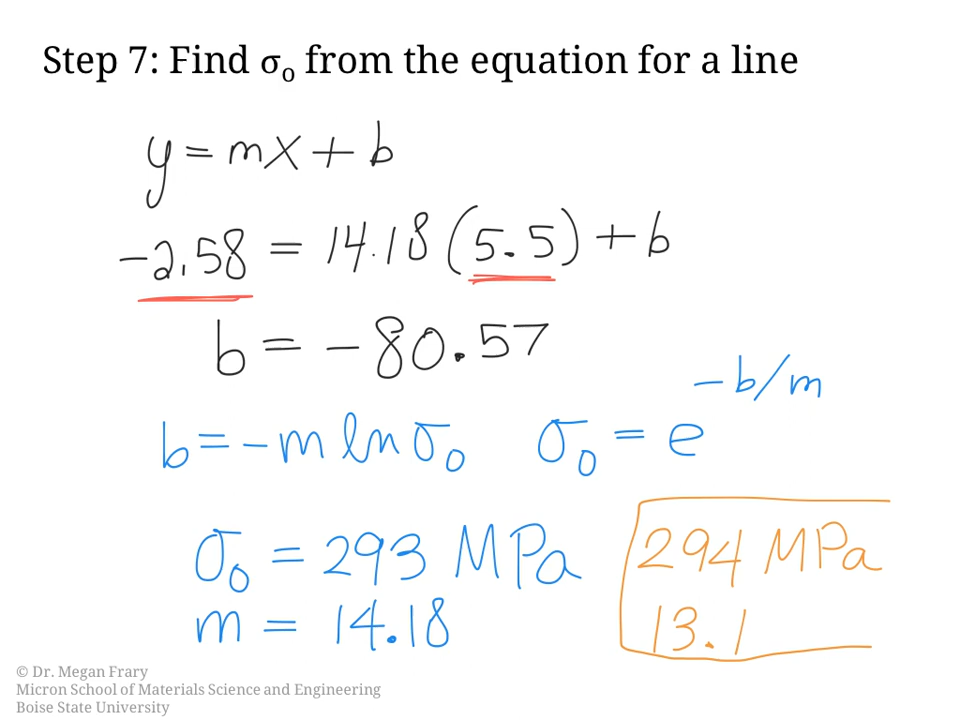 Step 7: Find σₒ from the equation for a line
y = mx + b
-2.58 = 14.18 (5.5) + b
b = -80.57
b = -m ln σ₀ σ₀ = e^(-b/m)
σ₀ = 293 MPa 294 MPa
m = 14.18 13.1
© Dr. Megan Frary
Micron School of Materials Science and Engineering
Boise State University